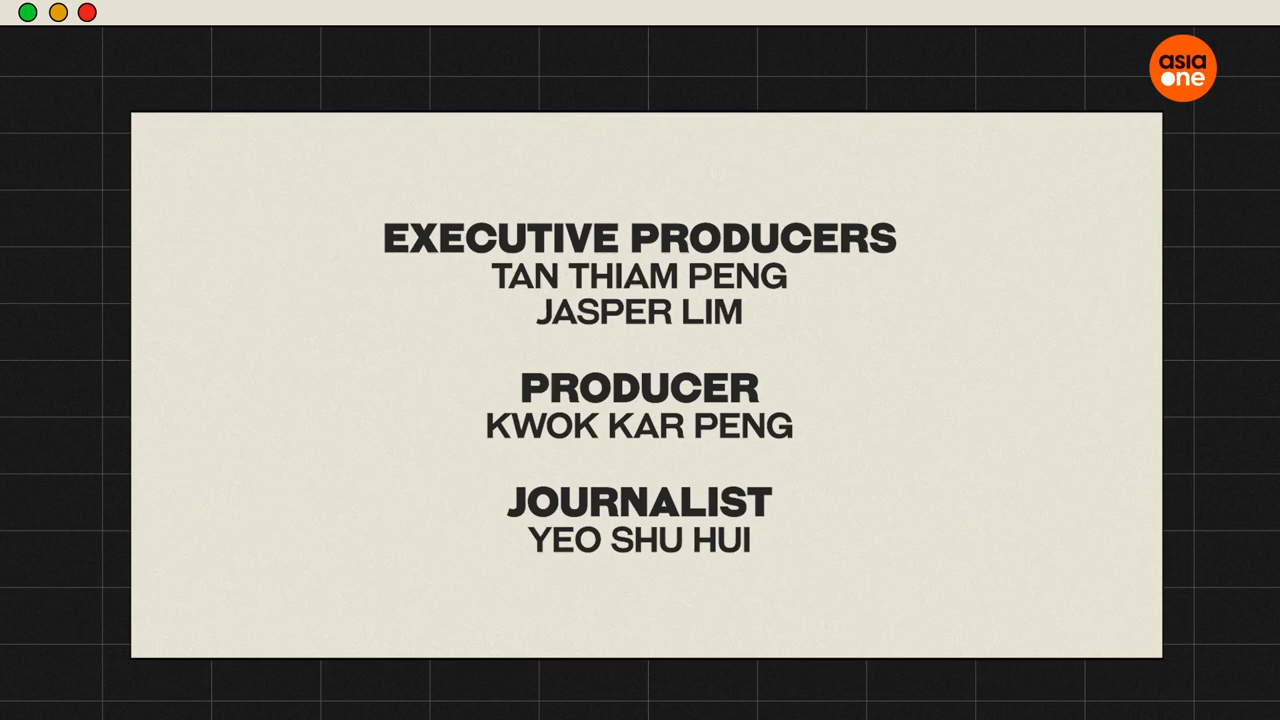 asia
one
EXECUTIVE PRODUCERS
TAN THIAM PENG
JASPER LIM
PRODUCER
KWOK KAR PENG
JOURNALIST
YEO SHU HUI